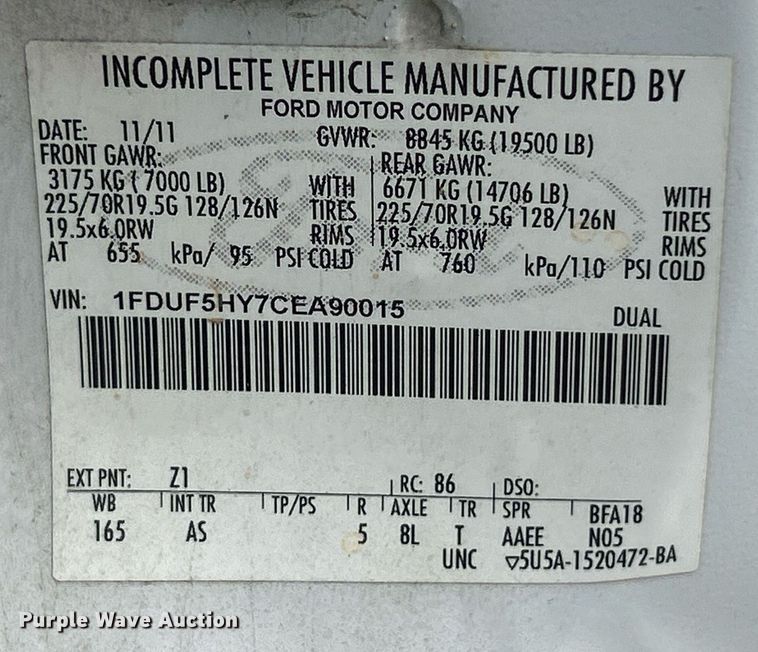 INCOMPLETE VEHICLE MANUFACTURED BY
FORD MOTOR COMPANY
DATE: 11/11 GVWR: 8845 KG (19500 LB)
FRONT GAWR: REAR GAWR:
3175 KG ( 7000 LB) WITH 6671 KG (14706 LB) WITH
225/70R19.5G 128/126N TIRES 225/70R19.5G 128/126N TIRES
19.5x6.0RW RIMS 19.5x6.0RW RIMS
AT 655 kPa/ 95 PSI COLD AT 760 kPa/110 PSI COLD
VIN: 1FDUF5HY7CEA90015 DUAL
EXT PNT: Z1 RC: 86 DSO:
WB INT TR TP/PS R AXLE TR SPR BFA18
165 AS 5 8L T AAEE N05
UNC ▽5U5A-1520472-BA
Purple Wave Auction